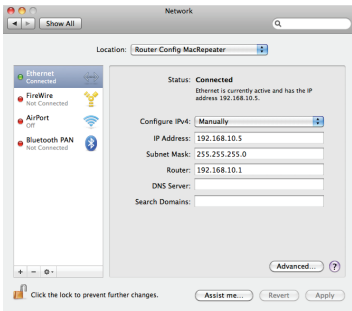 Network
Show All
Location: Router Config MacRepeater
Ethernet
Connected
FireWire
Not Connected
AirPort
Off
Bluetooth PAN
Not Connected
Status: Connected
Ethernet is currently active and has the IP
address 192.168.10.5.
Configure IPv4: Manually
IP Address: 192.168.10.5
Subnet Mask: 255.255.255.0
Router: 192.168.10.1
DNS Server:
Search Domains:
Advanced... ?
Click the lock to prevent further changes.
Assist me... Revert Apply